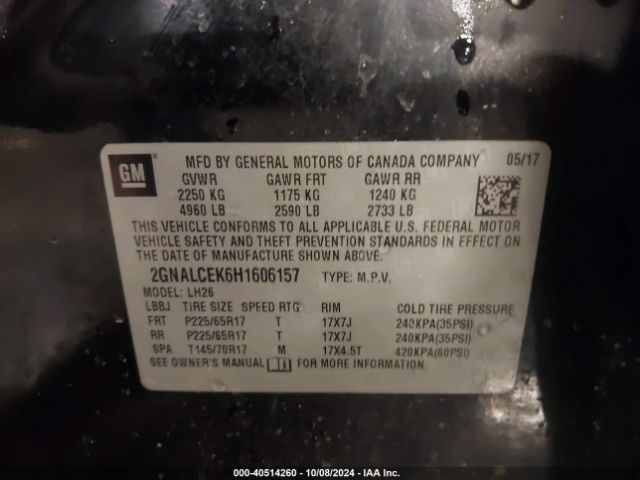 GM
MFD BY GENERAL MOTORS OF CANADA COMPANY 05/17
GVWR GAWR FRT GAWR RR
2250 KG 1175 KG 1240 KG
4960 LB 2590 LB 2733 LB
THIS VEHICLE CONFORMS TO ALL APPLICABLE U.S. FEDERAL MOTOR
VEHICLE SAFETY AND THEFT PREVENTION STANDARDS IN EFFECT ON
THE DATE OF MANUFACTURE SHOWN ABOVE.
2GNALCEK6H1606157 TYPE: M.P.V.
MODEL: LH26
LBBJ TIRE SIZE SPEED RTG RIM COLD TIRE PRESSURE
FRT P225/65R17 T 17X7J 240KPA(35PSI)
RR P225/65R17 T 17X7J 240KPA(35PSI)
SPA T145/70R17 M 17X4.5T 420KPA(60PSI)
SEE OWNER'S MANUAL FOR MORE INFORMATION.
000-40514260 - 10/08/2024 - IAA Inc.